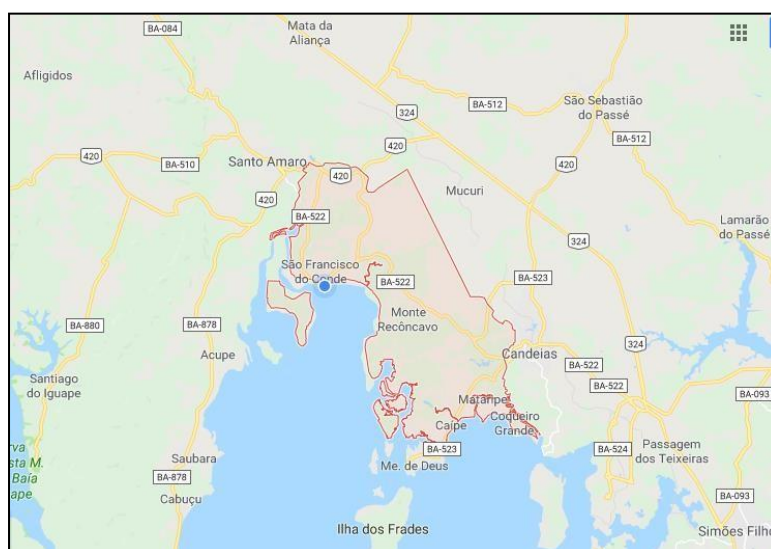 BA-084
Mata da
Aliança
Afligidos
324
BA-512
São Sebastião
do Passé
BA-512
420
420
BA-510
Santo Amaro
420
420
420
Mucuri
BA-522
Lamarão
do Passé
324
São Francisco
do Conde
BA-522
BA-523
BA-880
BA-878
Monte
Recôncavo
324
Acupe
Candeias
BA-522
BA-522
BA-093
Santiago
do Iguape
Mataripe
Caípe
Coqueiro
Grande
BA-523
BA-524
Passagem
dos Teixeiras
Saubara
Me. de Deus
BA-878
Cabuçu
BA-093
Ilha dos Frades
Simões Filho
sta M.
Baía
ape